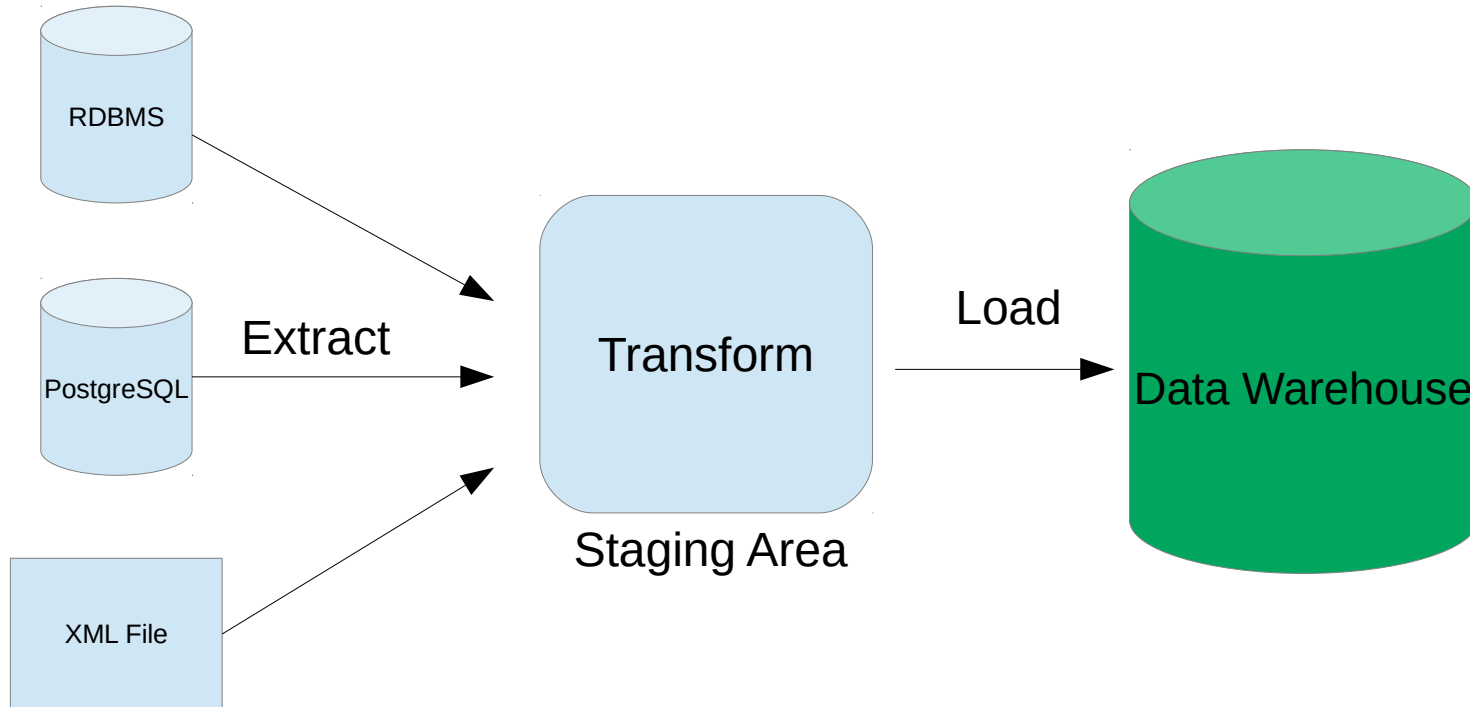 RDBMS
PostgreSQL
XML File
Extract
Transform
Staging Area
Load
Data Warehouse